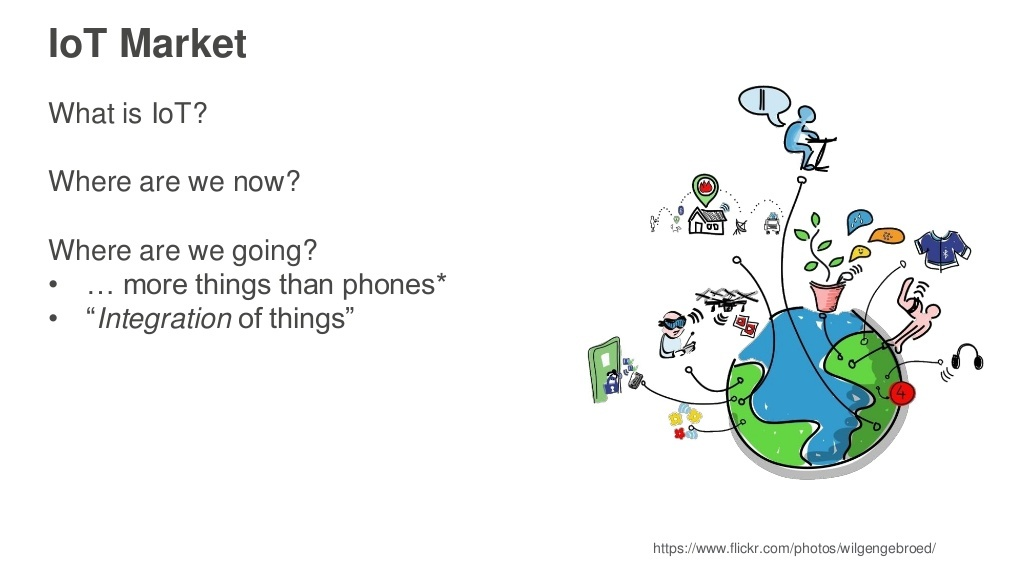 IoT Market
What is IoT?
Where are we now?
Where are we going?
• … more things than phones*
• “Integration of things”
4
https://www.flickr.com/photos/wilgengebroed/